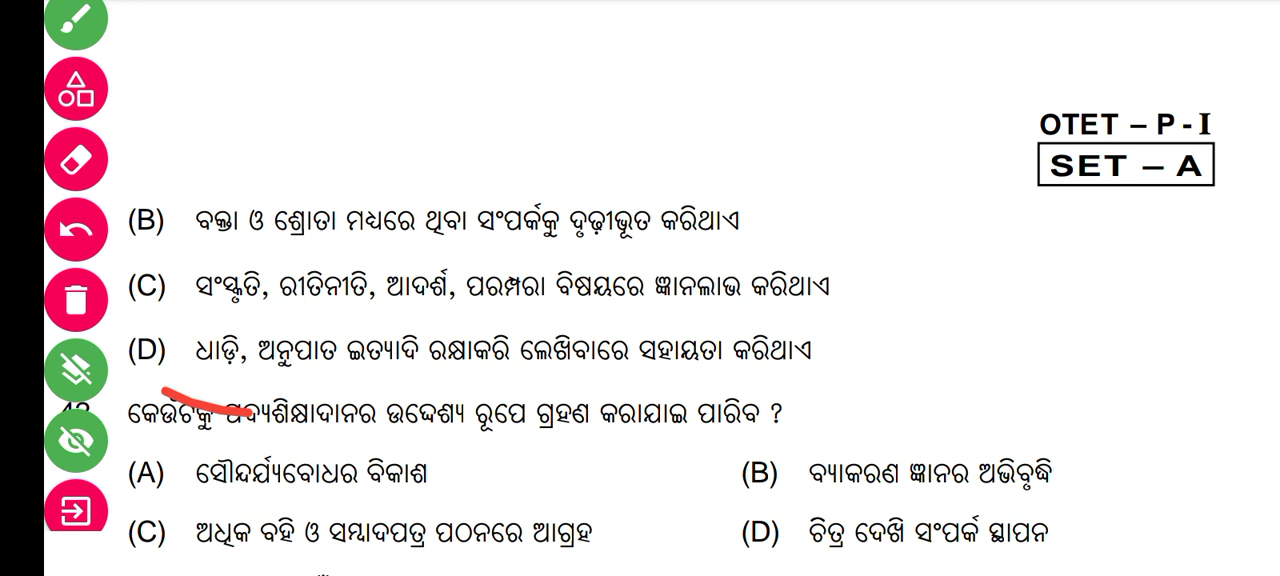 OTET – P - I
SET – A
(B) ବକ୍ତା ଓ ଶ୍ରୋତା ମଧ୍ୟରେ ଥିବା ସଂପର୍କକୁ ଦୃଢ଼ୀଭୂତ କରିଥାଏ
(C) ସଂସ୍କୃତି, ରୀତିନୀତି, ଆଦର୍ଶ, ପରମ୍ପରା ବିଷୟରେ ଜ୍ଞାନଲାଭ କରିଥାଏ
(D) ଧାଡ଼ି, ଅନୁପାତ ଇତ୍ୟାଦି ରକ୍ଷାକରି ଲେଖିବାରେ ସହାୟତା କରିଥାଏ
କେଉଁଟିକୁ ପଦ୍ୟଶିକ୍ଷାଦାନର ଉଦ୍ଦେଶ୍ୟ ରୂପେ ଗ୍ରହଣ କରାଯାଇ ପାରିବ ?
(A) ସୌନ୍ଦର୍ଯ୍ୟବୋଧର ବିକାଶ (B) ବ୍ୟାକରଣ ଜ୍ଞାନର ଅଭିବୃଦ୍ଧି
(C) ଅଧିକ ବହି ଓ ସମ୍ବାଦପତ୍ର ପଠନରେ ଆଗ୍ରହ (D) ଚିତ୍ର ଦେଖି ସଂପର୍କ ସ୍ଥାପନ